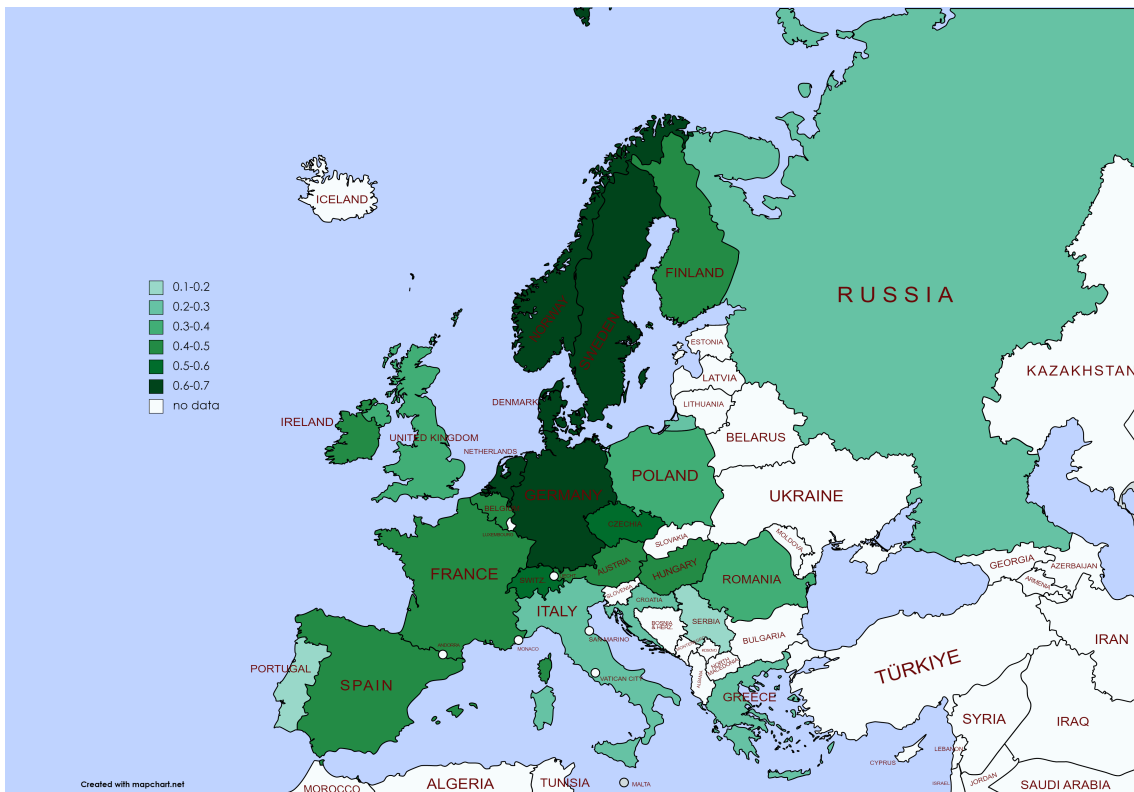 ICELAND
NORWAY
SWEDEN
FINLAND
RUSSIA
0.1-0.2
0.2-0.3
0.3-0.4
0.4-0.5
0.5-0.6
0.6-0.7
no data
ESTONIA
LATVIA
LITHUANIA
KAZAKHSTAN
DENMARK
IRELAND
UNITED KINGDOM
NETHERLANDS
BELARUS
POLAND
GERMANY
UKRAINE
BELGIUM
LUXEMBOURG
CZECHIA
SLOVAKIA
MOLDOVA
FRANCE
SWITZ.
AUSTRIA
HUNGARY
ROMANIA
GEORGIA
AZERBAIJAN
ARMENIA
SLOVENIA
CROATIA
ITALY
BOSNIA
& HERZ.
SERBIA
SAN MARINO
MONACO
ANDORRA
BULGARIA
KOSOVO
NORTH
MACEDONIA
ALBANIA
IRAN
PORTUGAL
SPAIN
VATICAN CITY
GREECE
TÜRKIYE
SYRIA
IRAQ
CYPRUS
LEBANON
ISRAEL
JORDAN
SAUDI ARABIA
MOROCCO
ALGERIA
TUNISIA
MALTA
Created with mapchart.net